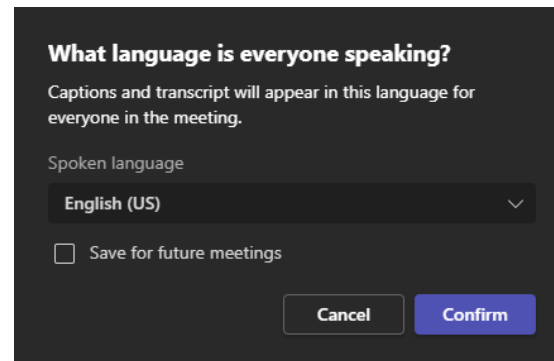 What language is everyone speaking?
Captions and transcript will appear in this language for
everyone in the meeting.
Spoken language
English (US)
Save for future meetings
Cancel Confirm